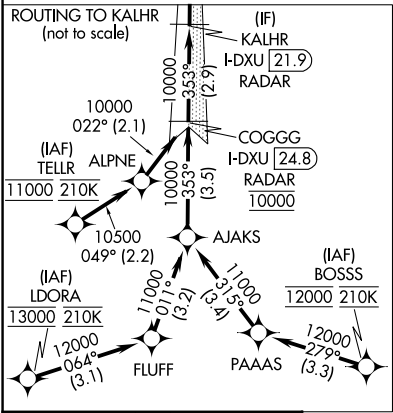 ROUTING TO KALHR
(not to scale)
(IF)
KALHR
I-DXU 21.9
RADAR
10000
353°
(2.9)
10000
022° (2.1)
COGGG
I-DXU 24.8
RADAR
10000
(IAF)
TELLR
11000 210K
ALPNE
10000
353°
(3.5)
10500
049° (2.2)
AJAKS
(IAF)
LDORA
13000 210K
11000
011°
(3.2)
11000
315°
(3.4)
(IAF)
BOSSS
12000 210K
12000
064°
(3.1)
FLUFF
PAAAS
12000
279°
(3.3)